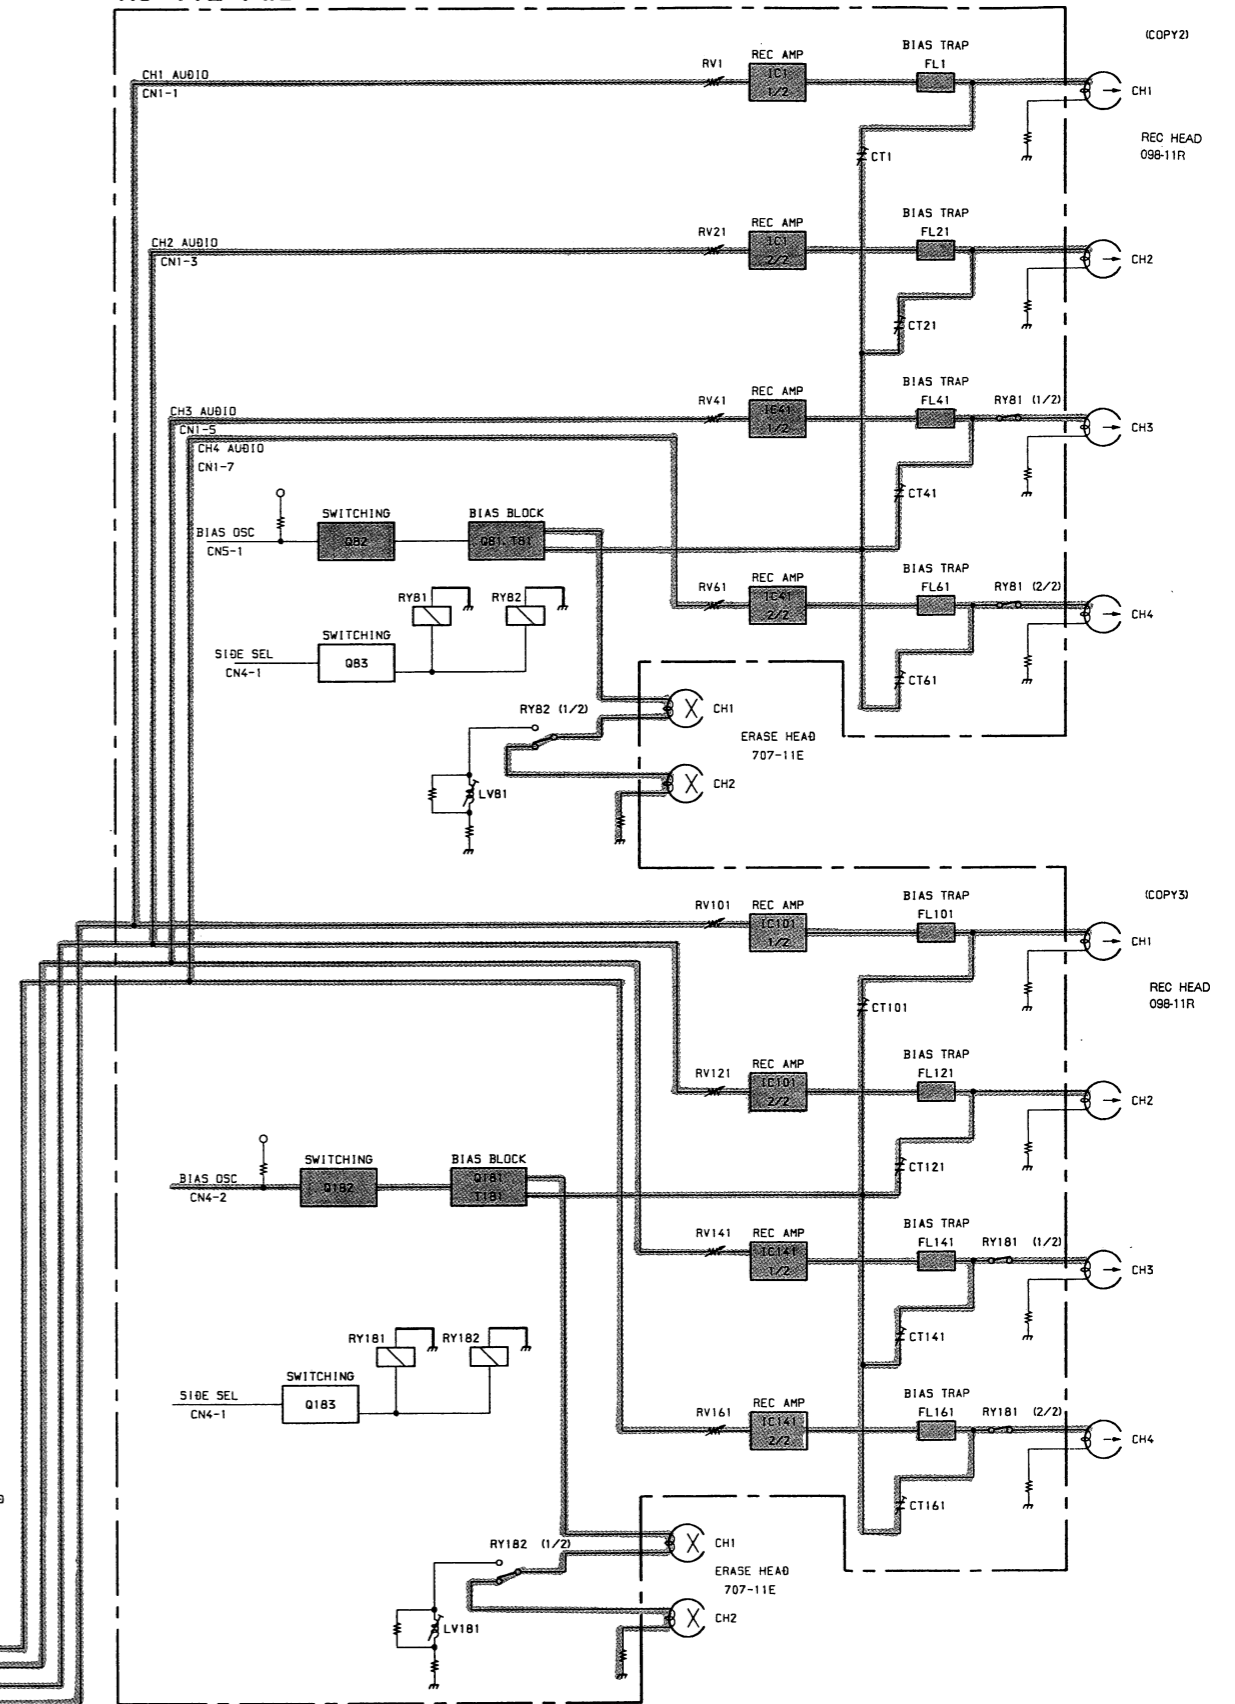 (COPY2)
BIAS TRAP
REC AMP
FL1
RV1
CH1 AUDIO
IC1
1/2
CN1-1
CH1
REC HEAD
098-11R
CT1
BIAS TRAP
REC AMP
FL21
RV21
CH2 AUDIO
IC1
2/2
CN1-3
CH2
CT21
BIAS TRAP
REC AMP
FL41
RY81 (1/2)
RV41
CH3 AUDIO
IC41
1/2
CN1-5
CH3
CH4 AUDIO
CN1-7
CT41
SWITCHING
BIAS BLOCK
BIAS OSC
Q82
Q81, T81
CN5-1
BIAS TRAP
REC AMP
FL61
RY81 (2/2)
RV61
IC41
2/2
CH4
RY81
RY82
SWITCHING
SIDE SEL
Q83
CN4-1
CT61
RY82 (1/2)
CH1
ERASE HEAD
707-11E
CH2
LV81
(COPY3)
BIAS TRAP
REC AMP
FL101
RV101
IC101
1/2
CH1
REC HEAD
098-11R
CT101
BIAS TRAP
REC AMP
FL121
RV121
IC101
2/2
CH2
SWITCHING
BIAS BLOCK
CT121
BIAS OSC
Q182
Q181
T181
CN4-2
BIAS TRAP
REC AMP
FL141
RY181 (1/2)
RV141
IC141
1/2
CH3
RY181
RY182
CT141
SWITCHING
SIDE SEL
Q183
CN4-1
BIAS TRAP
REC AMP
FL161
RY181 (2/2)
RV161
IC141
2/2
CH4
CT161
RY182 (1/2)
CH1
ERASE HEAD
707-11E
CH2
LV181